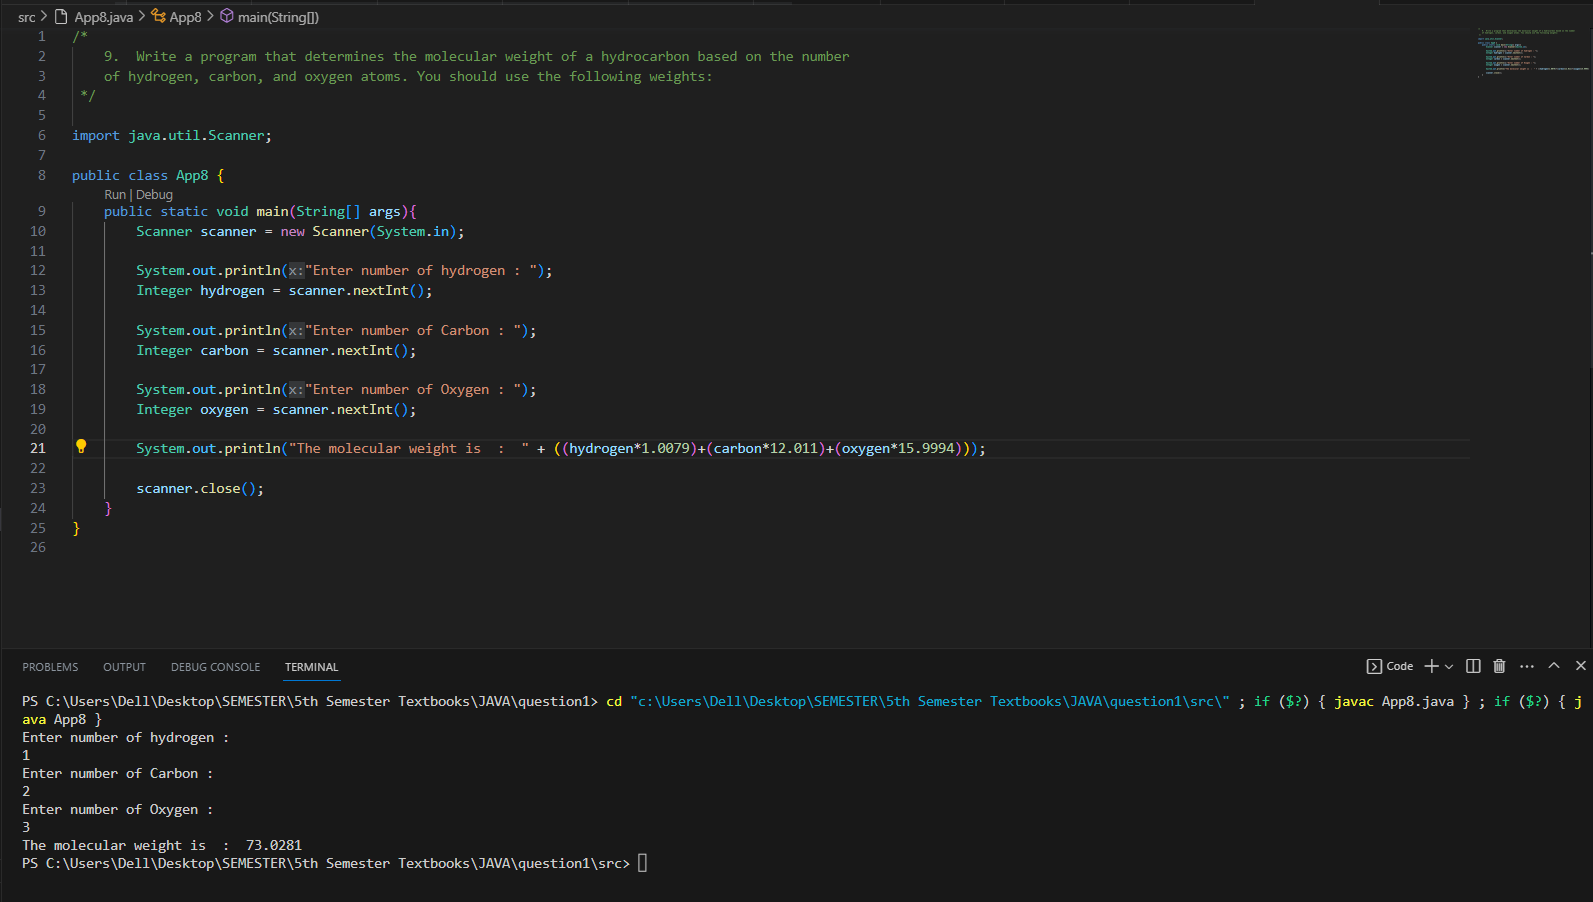 src > App8.java > App8 > main(String[])
1 /*
2 9. Write a program that determines the molecular weight of a hydrocarbon based on the number
3 of hydrogen, carbon, and oxygen atoms. You should use the following weights:
4 */
5
6 import java.util.Scanner;
7
8 public class App8 {
Run | Debug
9 public static void main(String[] args){
10 Scanner scanner = new Scanner(System.in);
11
12 System.out.println(x:"Enter number of hydrogen : ");
13 Integer hydrogen = scanner.nextInt();
14
15 System.out.println(x:"Enter number of Carbon : ");
16 Integer carbon = scanner.nextInt();
17
18 System.out.println(x:"Enter number of Oxygen : ");
19 Integer oxygen = scanner.nextInt();
20
21 System.out.println("The molecular weight is  :  " + ((hydrogen*1.0079)+(carbon*12.011)+(oxygen*15.9994)));
22
23 scanner.close();
24 }
25 }
26
PROBLEMS OUTPUT DEBUG CONSOLE TERMINAL Code
PS C:\Users\Dell\Desktop\SEMESTER\5th Semester Textbooks\JAVA\question1> cd "c:\Users\Dell\Desktop\SEMESTER\5th Semester Textbooks\JAVA\question1\src\" ; if ($?) { javac App8.java } ; if ($?) { j
ava App8 }
Enter number of hydrogen :
1
Enter number of Carbon :
2
Enter number of Oxygen :
3
The molecular weight is  :  73.0281
PS C:\Users\Dell\Desktop\SEMESTER\5th Semester Textbooks\JAVA\question1\src>